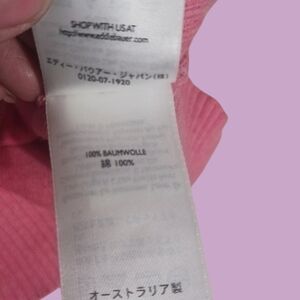 SHOP WITH US AT
http://www.eddiebauer.com
エディー・バウアー・ジャパン(株)
0120-07-1920
100% BAUMWOLLE
綿 100%
オーストラリア製